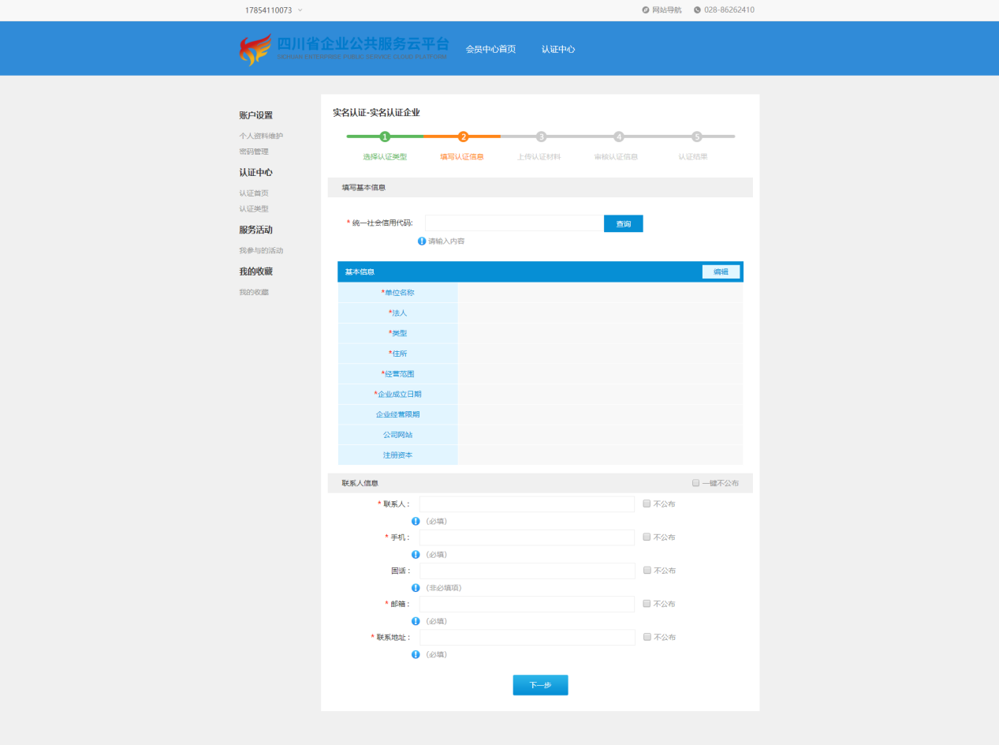 17854110073 网站导航 028-86262410
四川省企业公共服务云平台
SICHUAN ENTERPRISE PUBLIC SERVICE CLOUD PLATFORM
会员中心首页 认证中心
账户设置
个人资料维护
密码管理
认证中心
认证首页
认证类型
服务活动
我参与的活动
我的收藏
我的收藏
实名认证-实名认证企业
1 2 3 4 5
选择认证类型 填写认证信息 上传认证材料 审核认证信息 认证结果
填写基本信息
* 统一社会信用代码: 查询
请输入内容
基本信息 编辑
*单位名称
*法人
*类型
*住所
*经营范围
*企业成立日期
企业经营限期
公司网站
注册资本
联系人信息 一键不公布
* 联系人： 不公布
（必填）
* 手机： 不公布
（必填）
固话： 不公布
（非必填项）
* 邮箱： 不公布
（必填）
* 联系地址： 不公布
（必填）
下一步